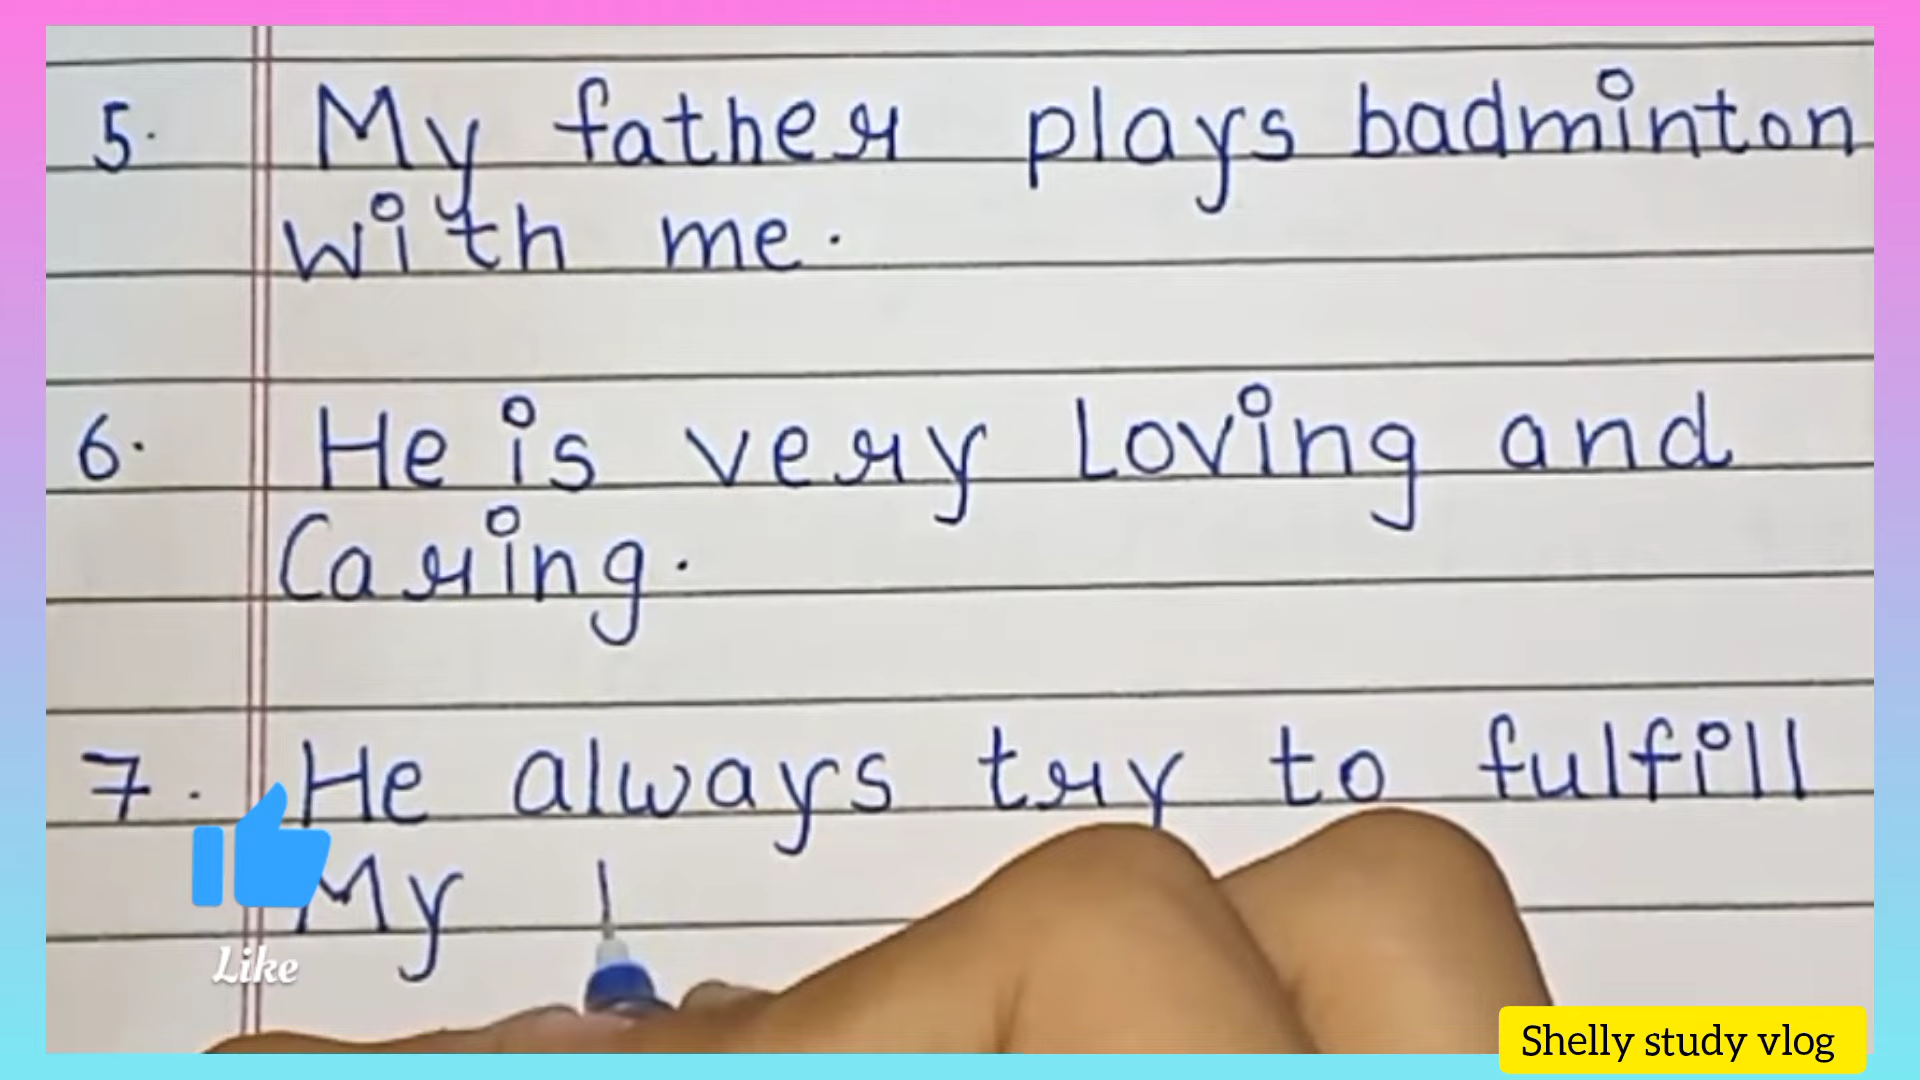 5. My father plays badminton
with me.
6. He is very Loving and
Caring.
7. He always try to fulfill
My
Like
Shelly study vlog